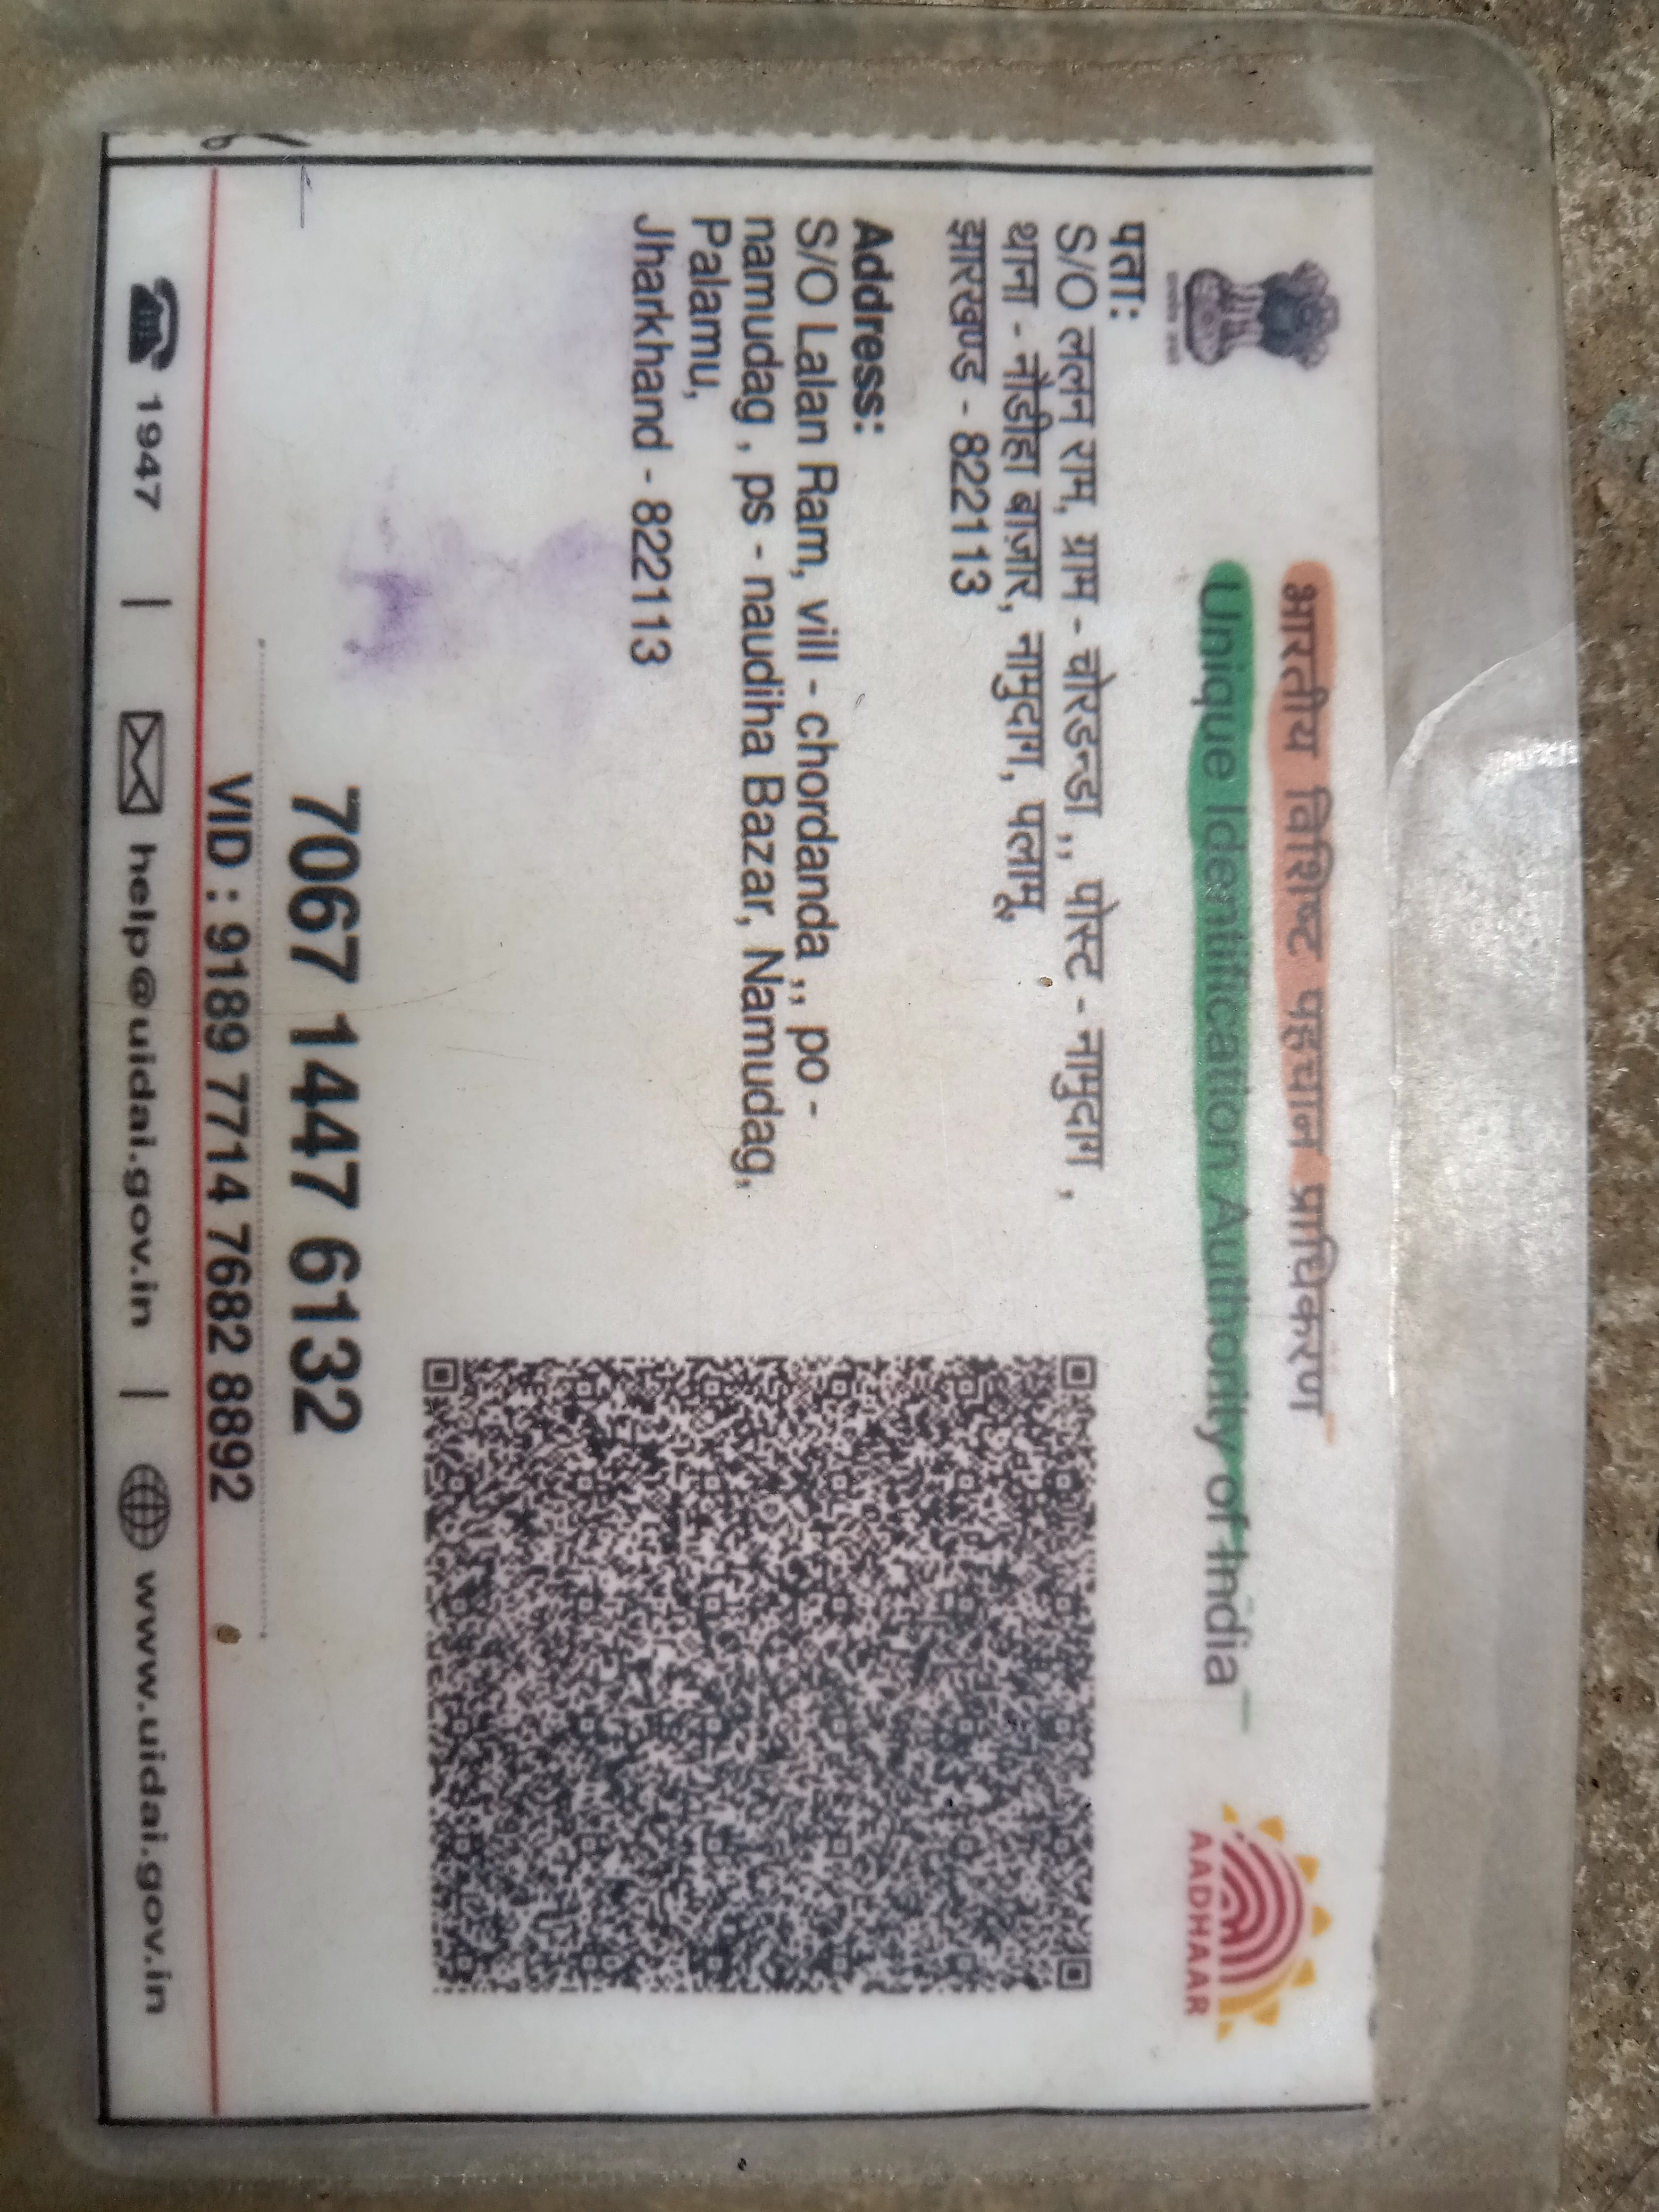 भारतीय विशिष्ट पहचान प्राधिकरण
Unique Identification Authority of India
AADHAAR
पता:
S/O ललन राम, ग्राम - चोरडन्डा ,, पोस्ट - नामुदाग ,
थाना - नौडीहा बाज़ार, नामुदाग, पलामू
झारखण्ड - 822113
Address:
S/O Lalan Ram, vill - chordanda ,, po -
namudag , ps - naudiha Bazar, Namudag,
Palamu,
Jharkhand - 822113
7067 1447 6132
VID : 9189 7714 7682 8892
1947 | help@uidai.gov.in | www.uidai.gov.in